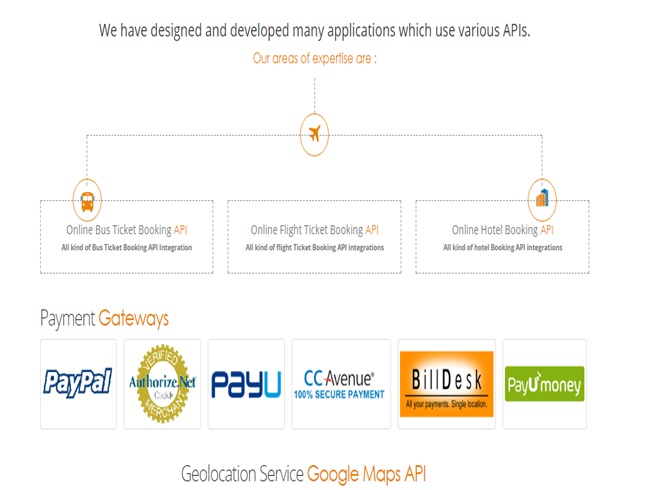 We have designed and developed many applications which use various APIs.
Our areas of expertise are :
Online Bus Ticket Booking API
All kind of Bus Ticket Booking API Integration
Online Flight Ticket Booking API
All kind of flight Ticket Booking API integrations
Online Hotel Booking API
All kind of hotel Booking API integrations
Payment Gateways
PayPal
VERIFIED
Authorize.Net
Click
MERCHANT
PayU
CCAvenue®
100% SECURE PAYMENT
BillDesk
All your payments. Single location.
PayUmoney
Geolocation Service Google Maps API